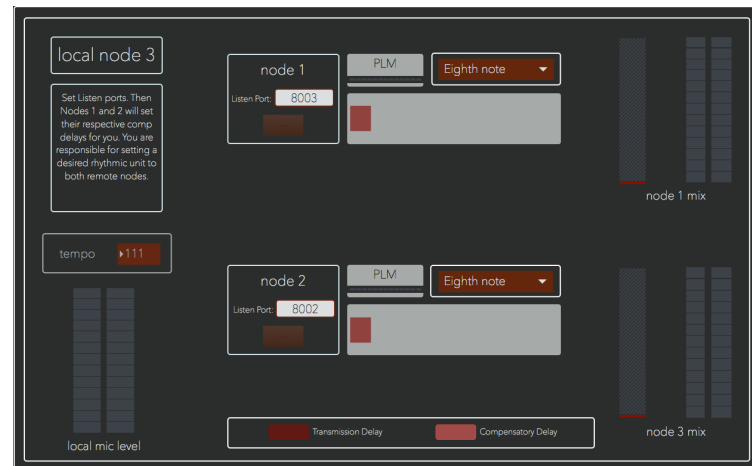 local node 3
Set Listen ports. Then
Nodes 1 and 2 will set
their respective comp
delays for you. You are
responsible for setting a
desired rhythmic unit to
both remote nodes.
tempo 111
local mic level
node 1
Listen Port: 8003
PLM
Eighth note
node 1 mix
node 2
Listen Port: 8002
PLM
Eighth note
node 3 mix
Transmission Delay
Compensatory Delay